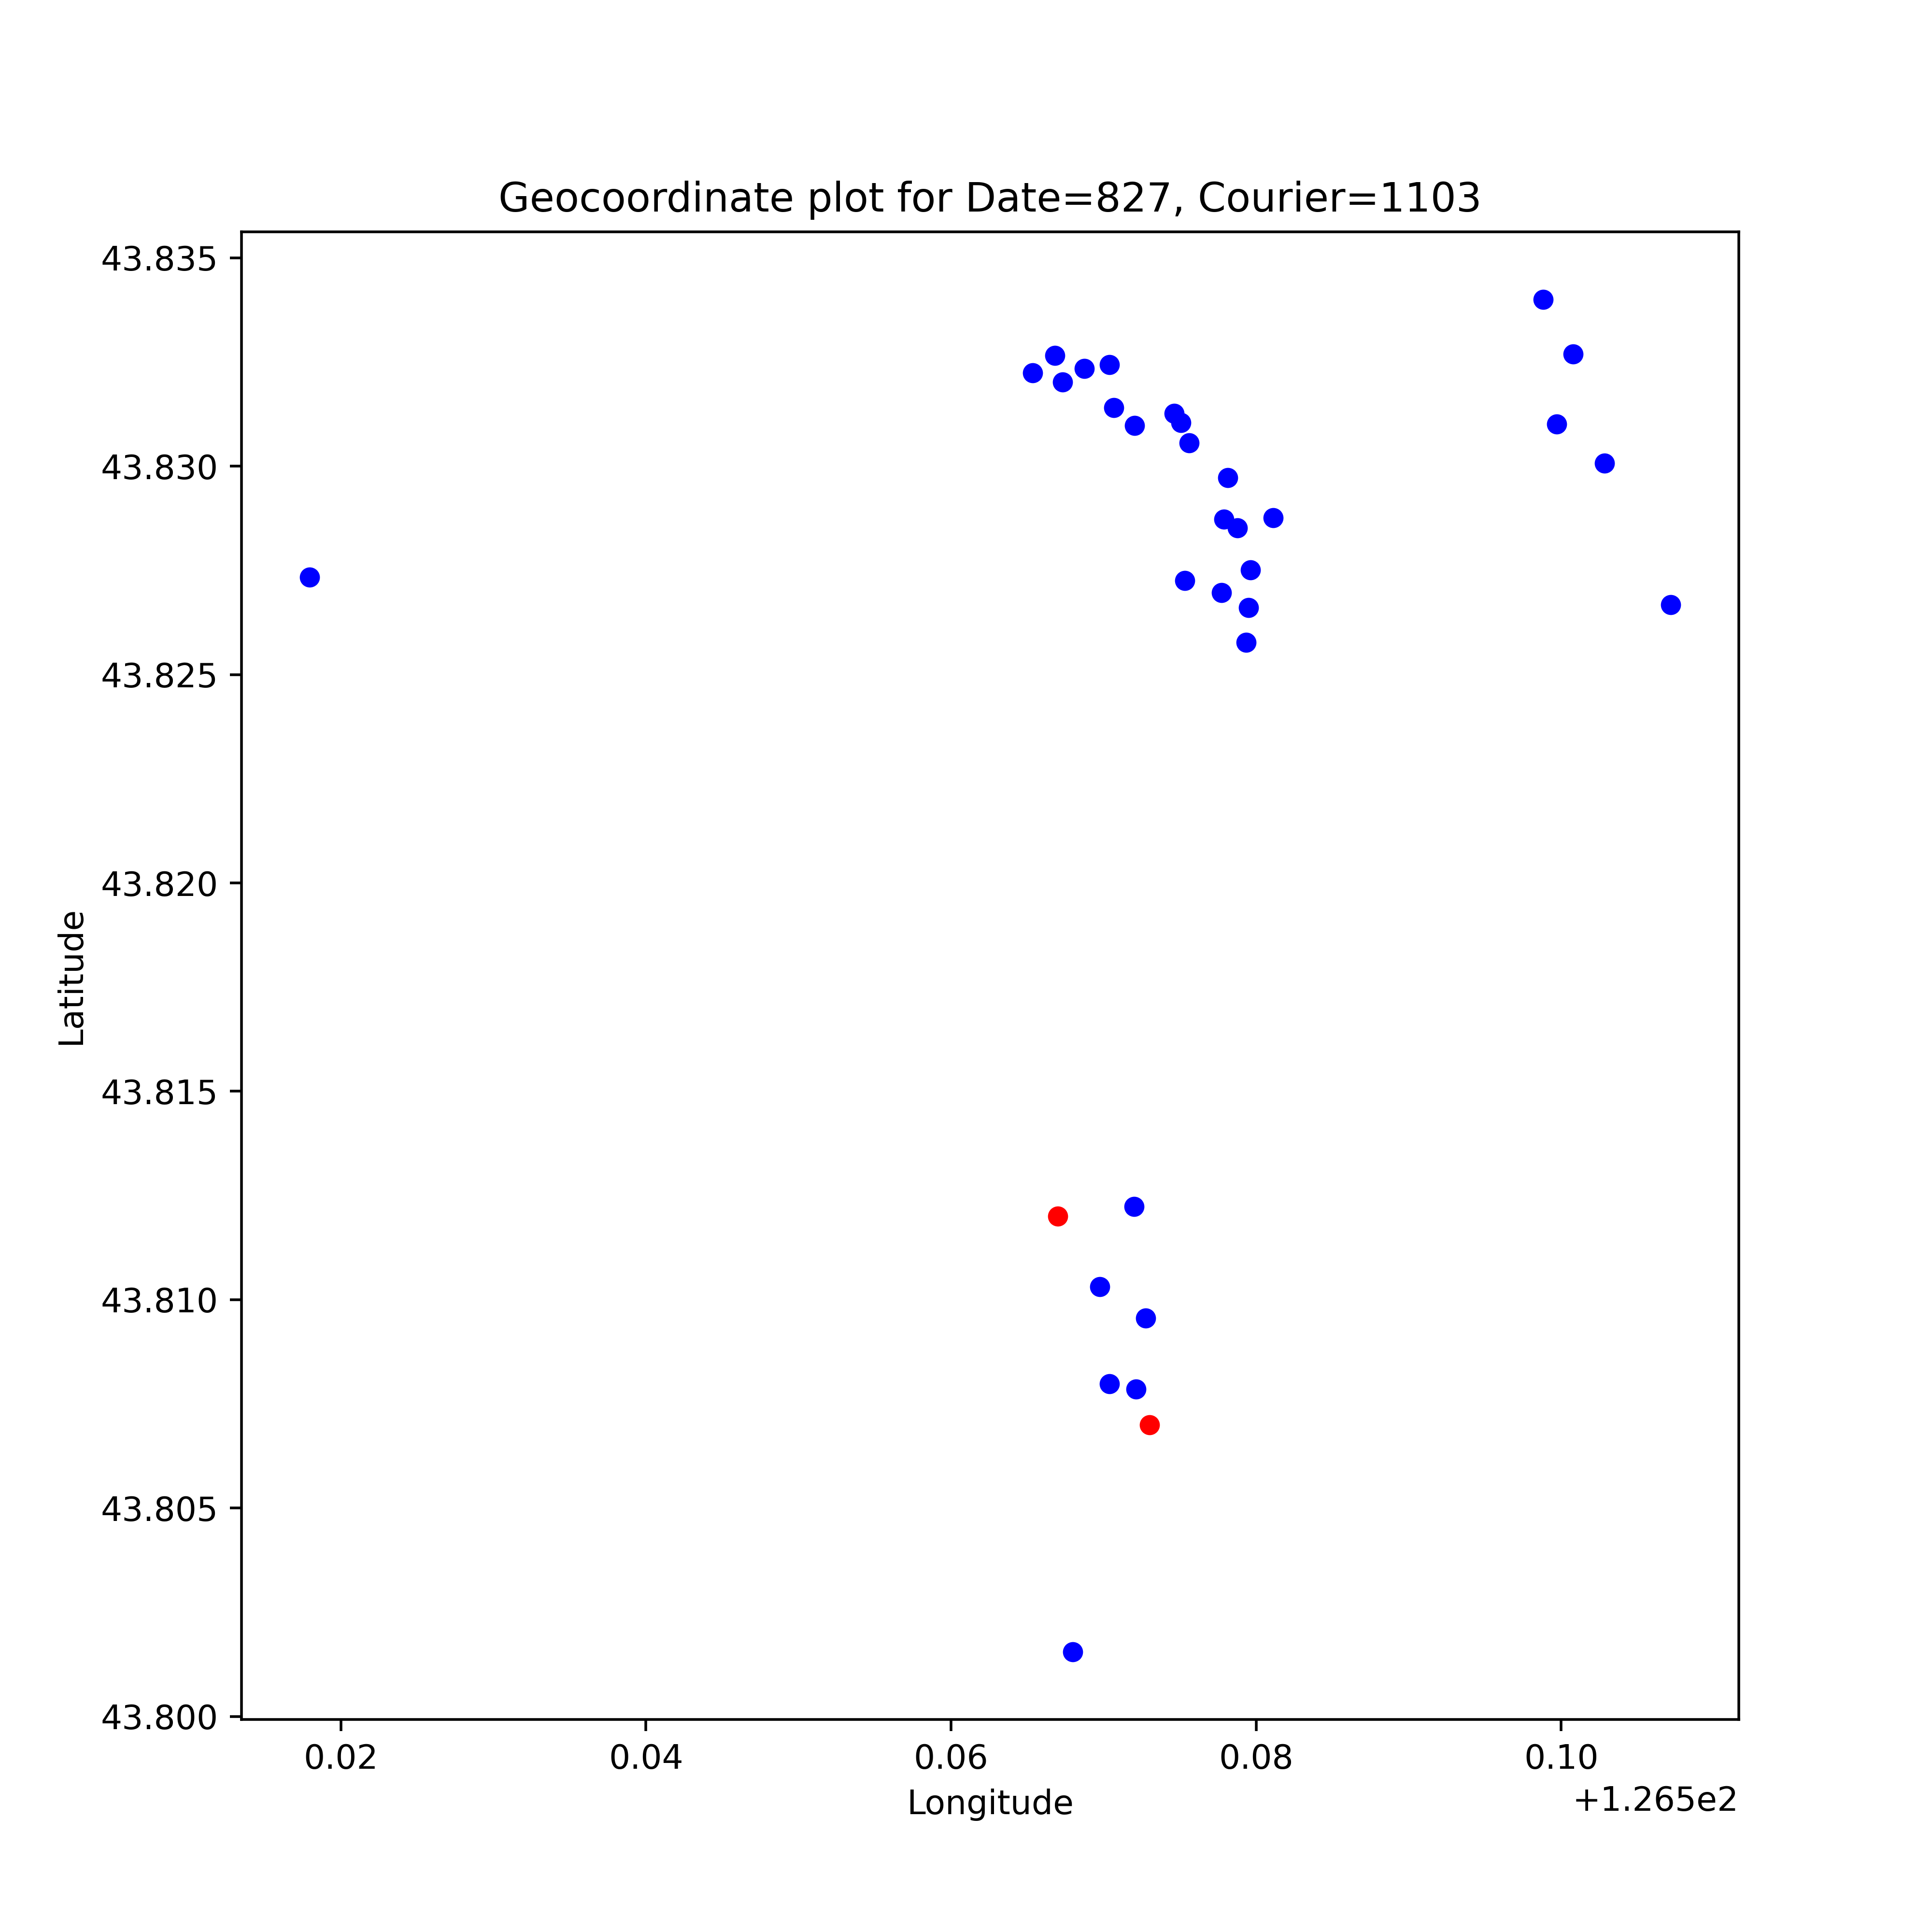 Geocoordinate plot for Date=827, Courier=1103
43.835
43.830
43.825
43.820
43.815
43.810
43.805
43.800
Latitude
0.02 0.04 0.06 0.08 0.10
Longitude
+1.265e2